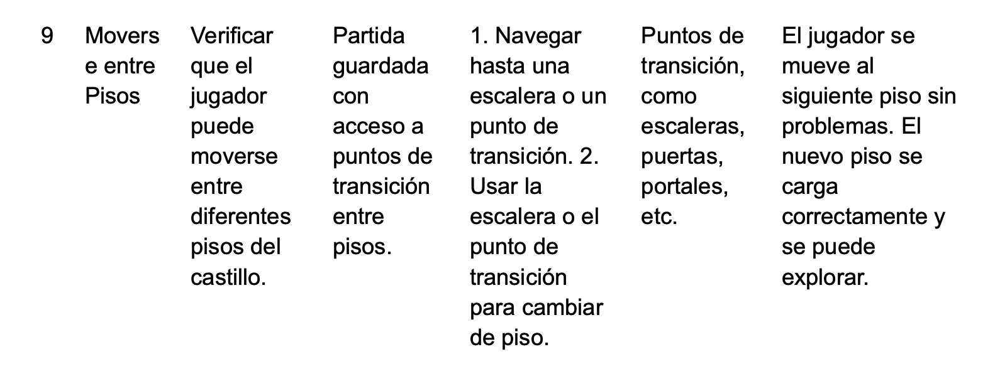 9
Movers
e entre
Pisos
Verificar
que el
jugador
puede
moverse
entre
diferentes
pisos del
castillo.
Partida
guardada
con
acceso a
puntos de
transición
entre
pisos.
1. Navegar
hasta una
escalera o un
punto de
transición. 2.
Usar la
escalera o el
punto de
transición
para cambiar
de piso.
Puntos de
transición,
como
escaleras,
puertas,
portales,
etc.
El jugador se
mueve al
siguiente piso sin
problemas. El
nuevo piso se
carga
correctamente y
se puede
explorar.